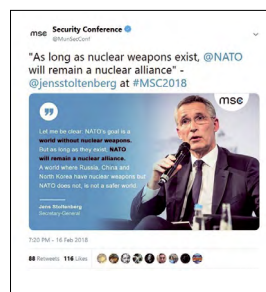 mse Security Conference
@MunSecConf
"As long as nuclear weapons exist, @NATO
will remain a nuclear alliance" -
@jensstoltenberg at #MSC2018
msc
Let me be clear, NATO's goal is a
world without nuclear weapons.
But as long as they exist, NATO
will remain a nuclear alliance.
A world where Russia, China and
North Korea have nuclear weapons but
NATO does not, is not a safer world.
Jens Stoltenberg
Secretary General
7:20 PM - 16 Feb 2018
88 Retweets 116 Likes